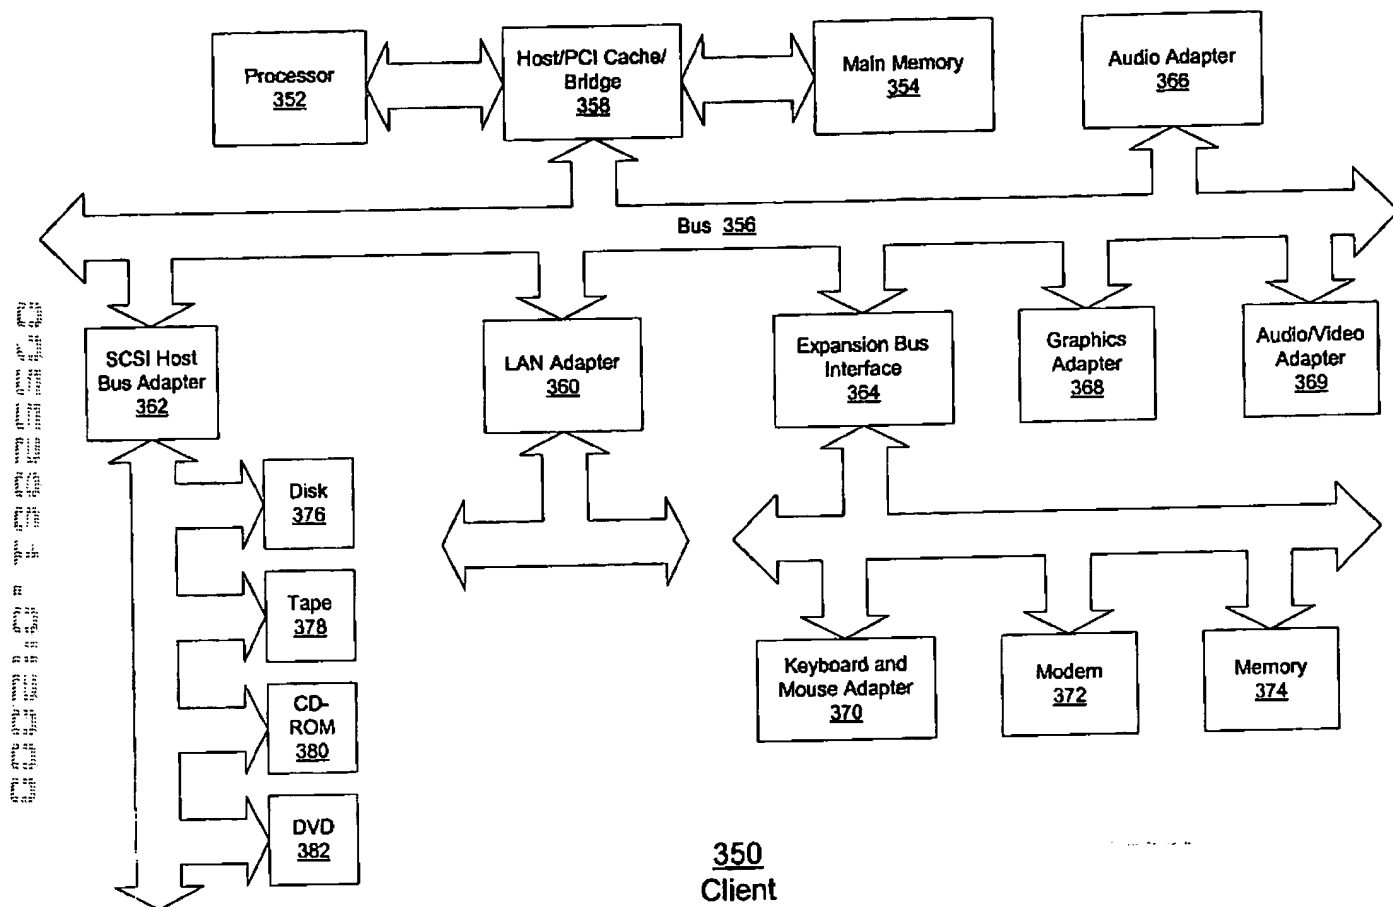 Processor
352
Host/PCI Cache/
Bridge
358
Main Memory
354
Audio Adapter
366
Bus 356
SCSI Host
Bus Adapter
362
LAN Adapter
360
Expansion Bus
Interface
364
Graphics
Adapter
368
Audio/Video
Adapter
369
Disk
376
Tape
378
CD-
ROM
380
DVD
382
Keyboard and
Mouse Adapter
370
Modem
372
Memory
374
350
Client